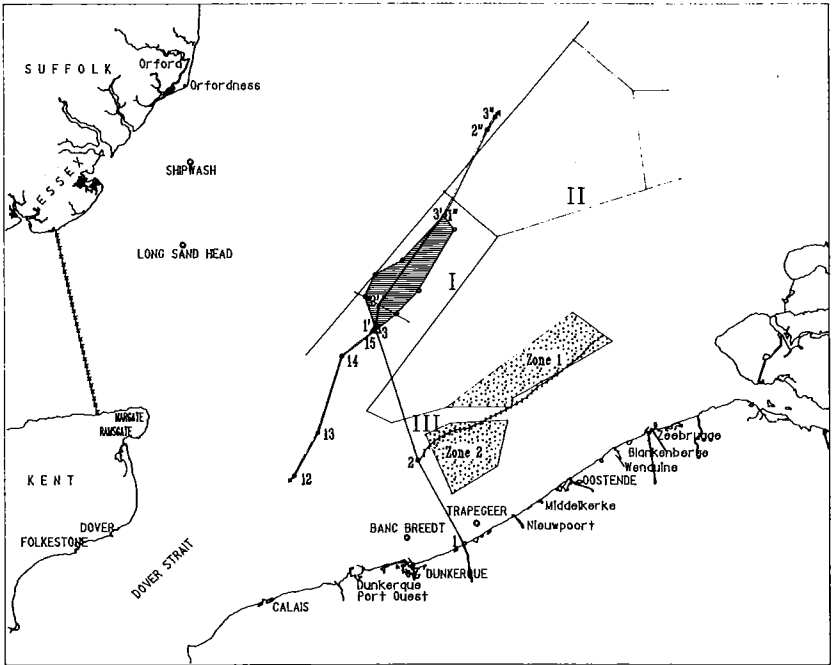 Orford
SUFFOLK
Orfordness
3"
2"
SHIPWASH
ESSEX
II
3' 1"
LONG SAND HEAD
I
2'
1' 3
15
14
Zone 1
MARGATE
RAMSGATE
III
13
Zeebrugge
2
Zone 2
Blankenberge
Wenduine
12
KENT
OOSTENDE
Middelkerke
TRAPEGEER
Nieuwpoort
DOVER
BANC BREEDT
FOLKESTONE
1
DOVER STRAIT
DUNKERQUE
Dunkerque
Port Ouest
CALAIS